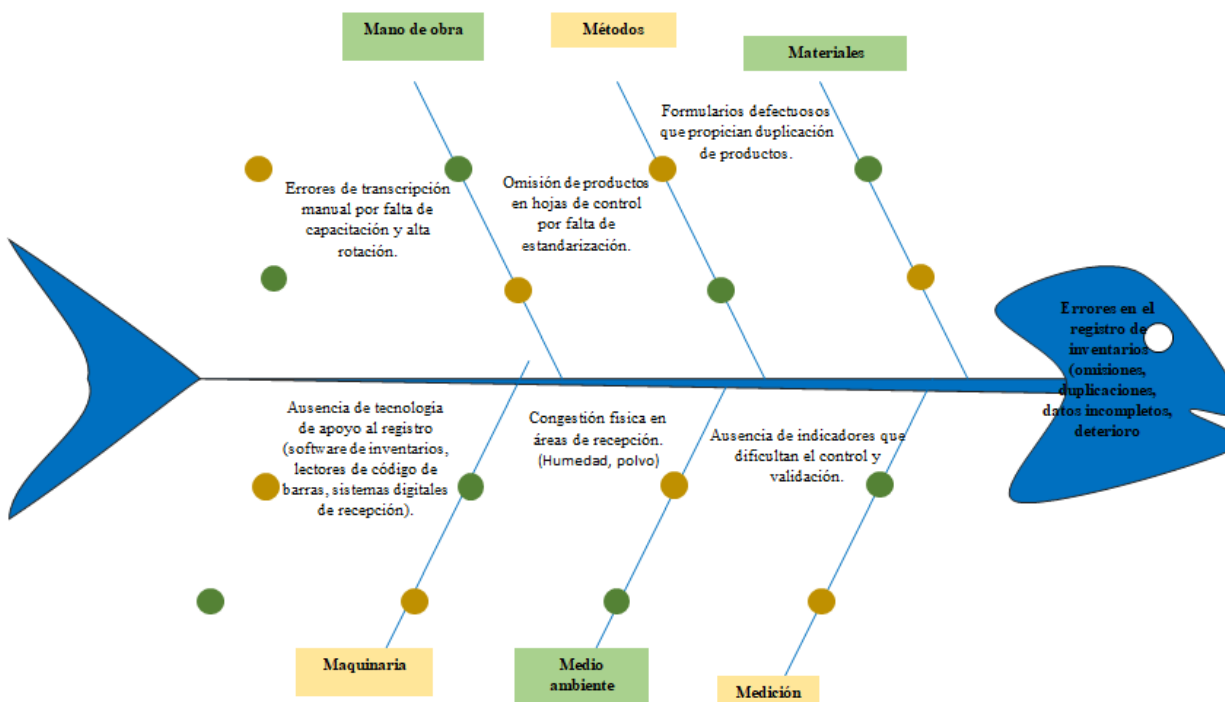 Mano de obra
Métodos
Materiales
Errores de transcripción
manual por falta de
capacitación y alta
rotación.
Omisión de productos
en hojas de control
por falta de
estandarización.
Formularios defectuosos
que propician duplicación
de productos.
Errores en el
registro de
inventarios
(omisiones,
duplicaciones,
datos incompletos,
deterioro
Ausencia de tecnología
de apoyo al registro
(software de inventarios,
lectores de código de
barras, sistemas digitales
de recepción).
Congestión física en
áreas de recepción.
(Humedad, polvo)
Ausencia de indicadores que
dificultan el control y
validación.
Maquinaria
Medio
ambiente
Medición